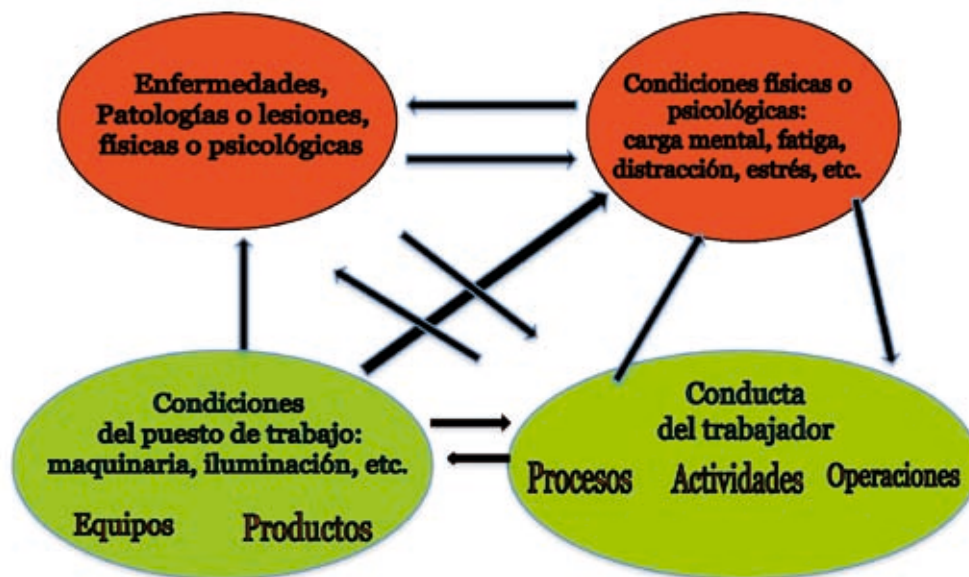 Enfermedades,
Patologías o lesiones,
físicas o psicológicas
Condiciones físicas o
psicológicas:
carga mental, fatiga,
distracción, estrés, etc.
Condiciones
del puesto de trabajo:
maquinaria, iluminación, etc.
Equipos Productos
Conducta
del trabajador
Procesos Actividades Operaciones